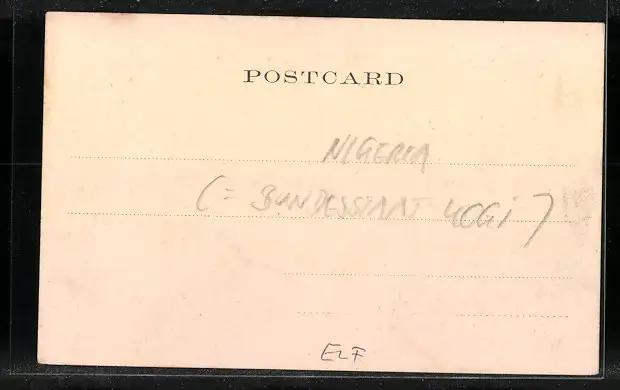 POSTCARD
NIGERIA
(= BUNDESSTAAT KOGI)
ELF